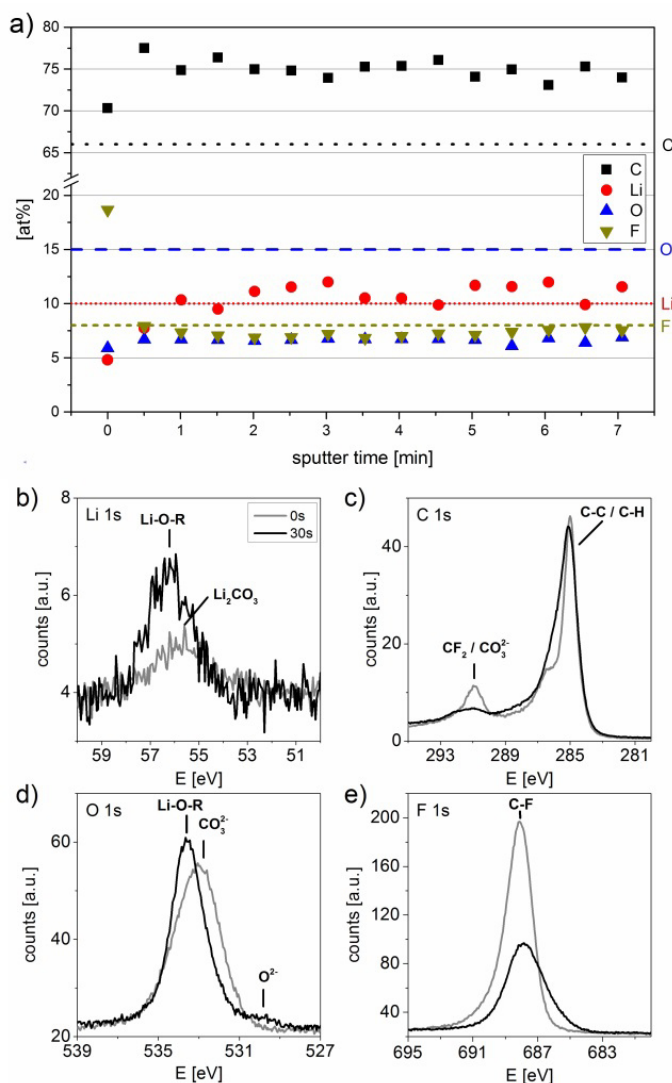 a)
80
75
70
65
20
15
10
5
0
[at%]
C
O
Li
F
C
Li
O
F
0 1 2 3 4 5 6 7
sputter time [min]
b)
Li 1s
0s
30s
Li-O-R
Li₂CO₃
8
6
4
counts [a.u.]
59 57 55 53 51
E [eV]
c)
C 1s
C-C / C-H
CF₂ / CO₃²⁻
40
20
0
counts [a.u.]
293 289 285 280
E [eV]
d)
O 1s
Li-O-R
CO₃²⁻
O²⁻
60
40
20
counts [a.u.]
539 535 531 527
E [eV]
e)
F 1s
C-F
200
160
120
80
40
counts [a.u.]
695 691 687 683
E [eV]